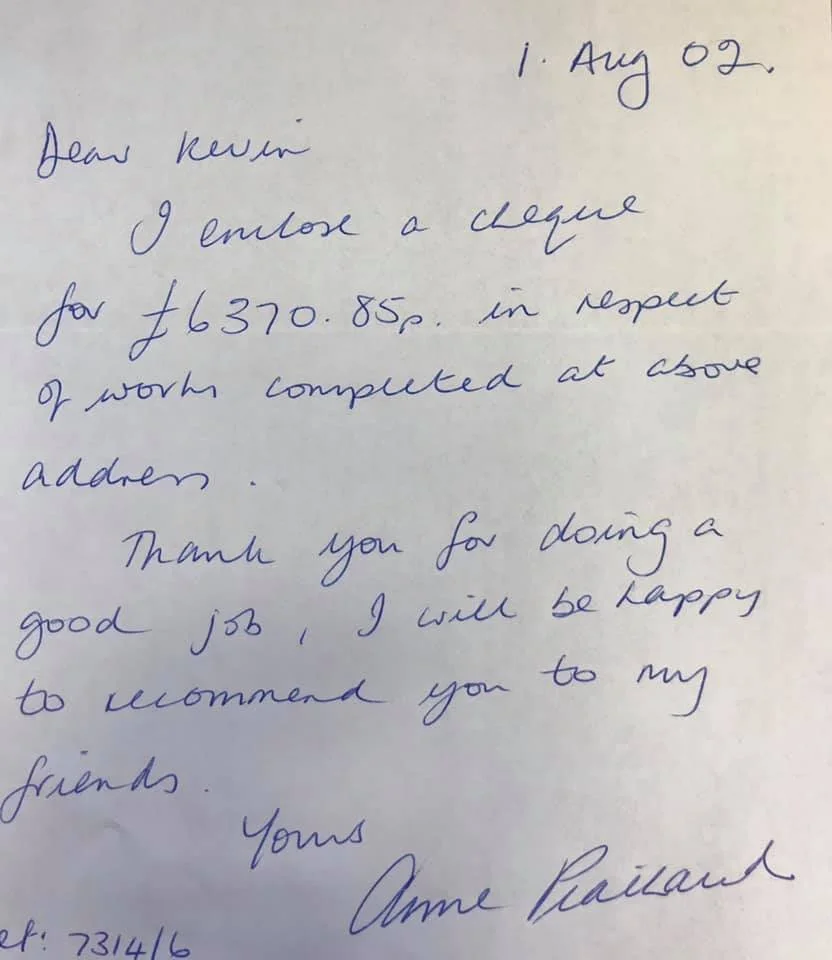 1. Aug 02.
Dear Kevin
I enclose a cheque
for £6370.85p. in respect
of works completed at above
address.
Thank you for doing a
good job, I will be happy
to recommend you to my
friends.
Yours
Anne
ef: 7314/6